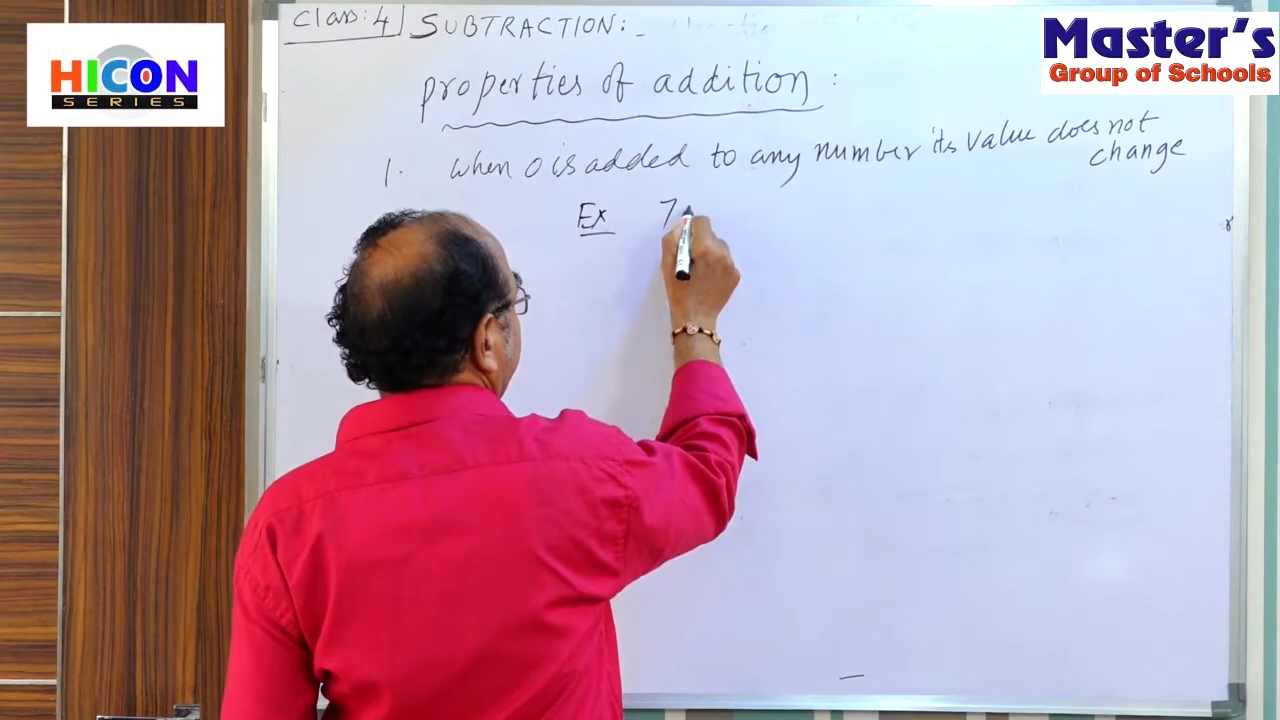 Class: 4 SUBTRACTION:-
HICON
SERIES
Master's
Group of Schools
properties of addition :
1. when 0 is added to any number its value does not
change
Ex 7